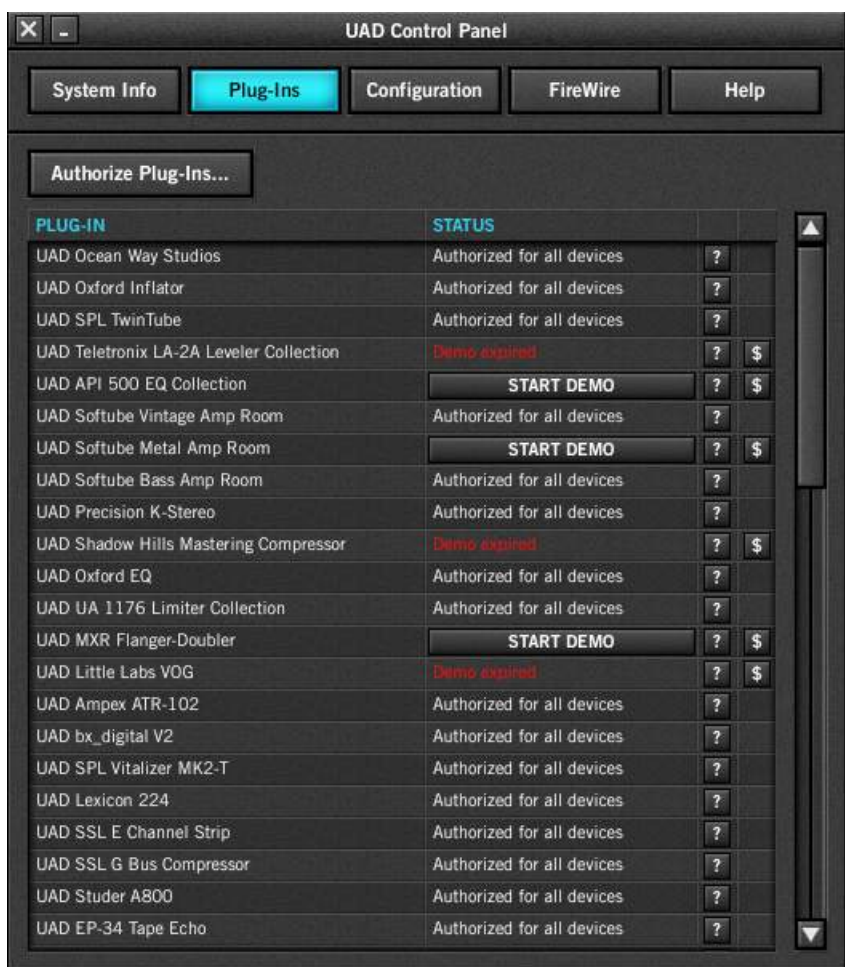 UAD Control Panel
System Info Plug-Ins Configuration FireWire Help
Authorize Plug-Ins...
PLUG-IN STATUS
UAD Ocean Way Studios Authorized for all devices ?
UAD Oxford Inflator Authorized for all devices ?
UAD SPL TwinTube Authorized for all devices ?
UAD Teletronix LA-2A Leveler Collection Demo expired ? $
UAD API 500 EQ Collection START DEMO ? $
UAD Softube Vintage Amp Room Authorized for all devices ?
UAD Softube Metal Amp Room START DEMO ? $
UAD Softube Bass Amp Room Authorized for all devices ?
UAD Precision K-Stereo Authorized for all devices ?
UAD Shadow Hills Mastering Compressor Demo expired ? $
UAD Oxford EQ Authorized for all devices ?
UAD UA 1176 Limiter Collection Authorized for all devices ?
UAD MXR Flanger-Doubler START DEMO ? $
UAD Little Labs VOG Demo expired ? $
UAD Ampex ATR-102 Authorized for all devices ?
UAD bx_digital V2 Authorized for all devices ?
UAD SPL Vitalizer MK2-T Authorized for all devices ?
UAD Lexicon 224 Authorized for all devices ?
UAD SSL E Channel Strip Authorized for all devices ?
UAD SSL G Bus Compressor Authorized for all devices ?
UAD Studer A800 Authorized for all devices ?
UAD EP-34 Tape Echo Authorized for all devices ?